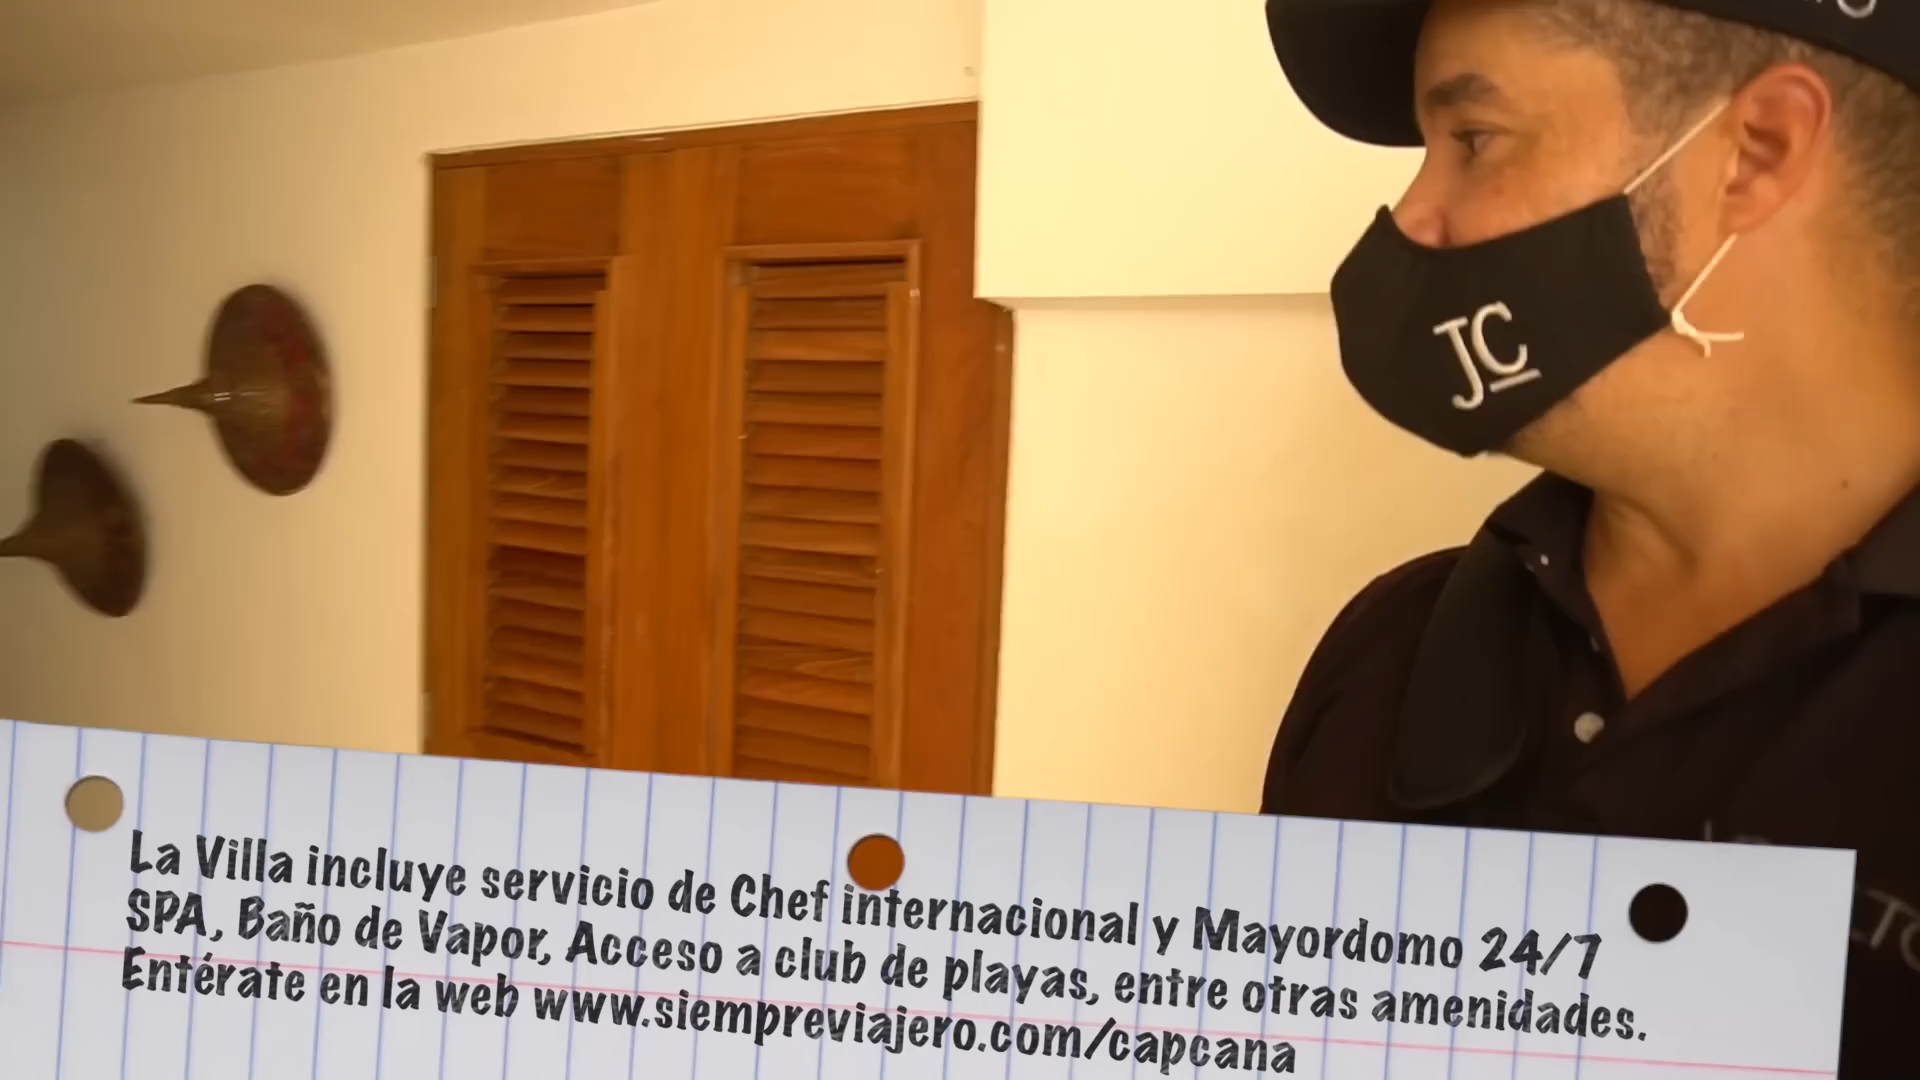 JC
La Villa incluye servicio de Chef internacional y Mayordomo 24/7
SPA, Baño de Vapor, Acceso a club de playas, entre otras amenidades.
Entérate en la web www.siempreviajero.com/capcana